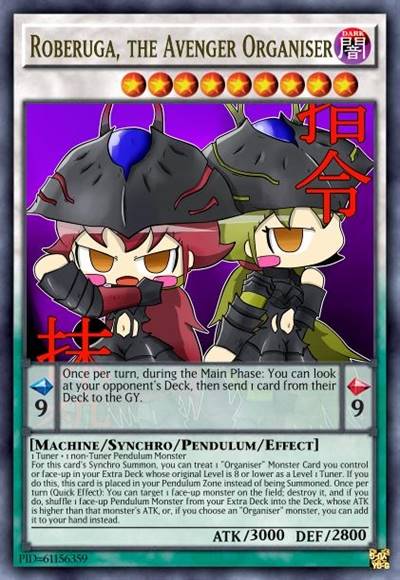 ROBERUGA, THE AVENGER ORGANISER
DARK
闇
指
令
9
Once per turn, during the Main Phase: You can look
at your opponent's Deck, then send 1 card from their
Deck to the GY.
9
[MACHINE/SYNCHRO/PENDULUM/EFFECT]
1 Tuner + 1 non-Tuner Pendulum Monster
For this card's Synchro Summon, you can treat 1 "Organiser" Monster Card you control
or face-up in your Extra Deck whose original Level is 8 or lower as a Level 1 Tuner. If you
do this, this card is placed in your Pendulum Zone instead of being Summoned. Once per
turn (Quick Effect): You can target 1 face-up monster on the field; destroy it, and if you
do, shuffle 1 face-up Pendulum Monster from your Extra Deck into the Deck, whose ATK
is higher than that monster's ATK, or, if you choose an "Organiser" monster, you can add
it to your hand instead.
ATK/3000 DEF/2800
PID=61156359